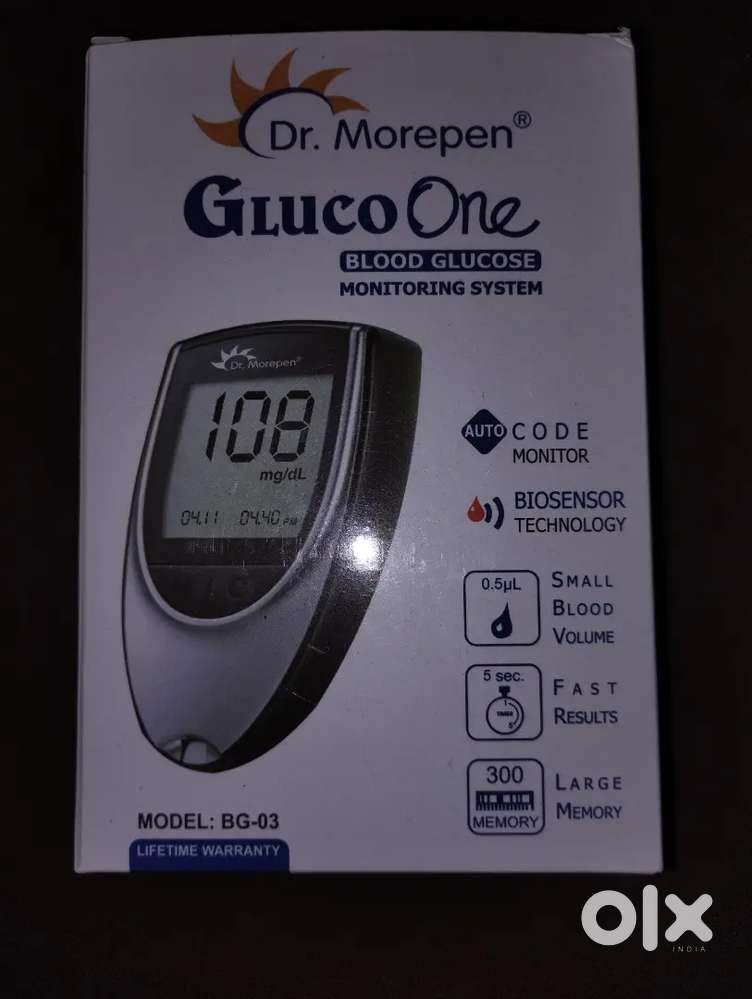 Dr. Morepen®
GLUCO One
BLOOD GLUCOSE
MONITORING SYSTEM
Dr. Morepen®
108
mg/dL
04.11 04.40 PM
AUTO CODE
MONITOR
BIOSENSOR
TECHNOLOGY
0.5µL
SMALL
BLOOD
VOLUME
5 sec.
FAST
RESULTS
300
MEMORY
LARGE
MEMORY
MODEL: BG-03
LIFETIME WARRANTY
olx
INDIA